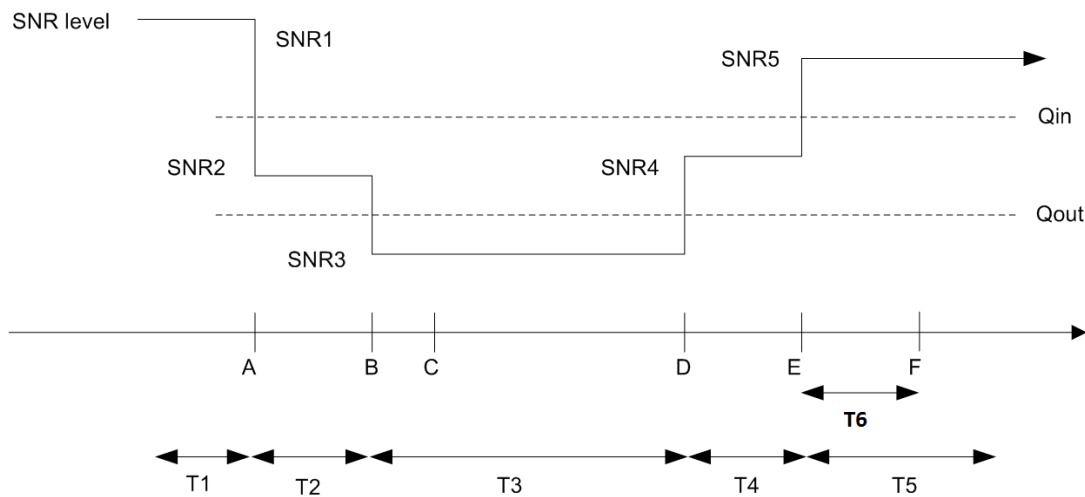 SNR level
SNR1
SNR5
Qin
SNR2
SNR4
Qout
SNR3
A B C D E F
T6
T1 T2 T3 T4 T5